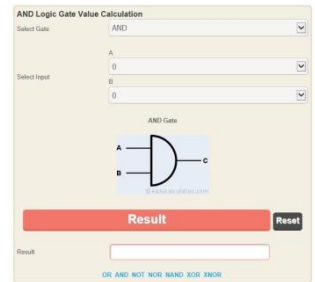 AND Logic Gate Value Calculation
Select Gate
AND
A
0
Select Input
B
0
AND Gate
A
C
B
Result
Reset
Result
OR AND NOT NOR NAND XOR XNOR